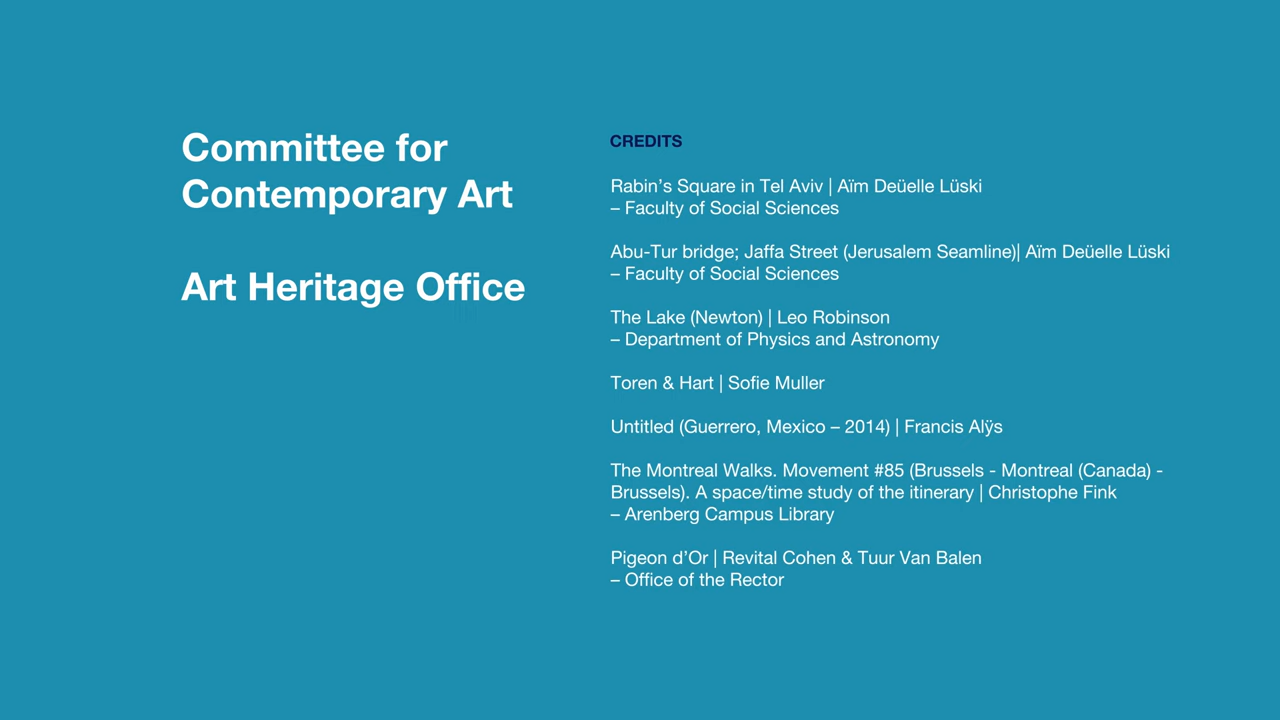 Committee for
Contemporary Art
Art Heritage Office
CREDITS
Rabin’s Square in Tel Aviv | Aïm Deüelle Lüski
– Faculty of Social Sciences
Abu-Tur bridge; Jaffa Street (Jerusalem Seamline)| Aïm Deüelle Lüski
– Faculty of Social Sciences
The Lake (Newton) | Leo Robinson
– Department of Physics and Astronomy
Toren & Hart | Sofie Muller
Untitled (Guerrero, Mexico – 2014) | Francis Alÿs
The Montreal Walks. Movement #85 (Brussels - Montreal (Canada) -
Brussels). A space/time study of the itinerary | Christophe Fink
– Arenberg Campus Library
Pigeon d’Or | Revital Cohen & Tuur Van Balen
– Office of the Rector